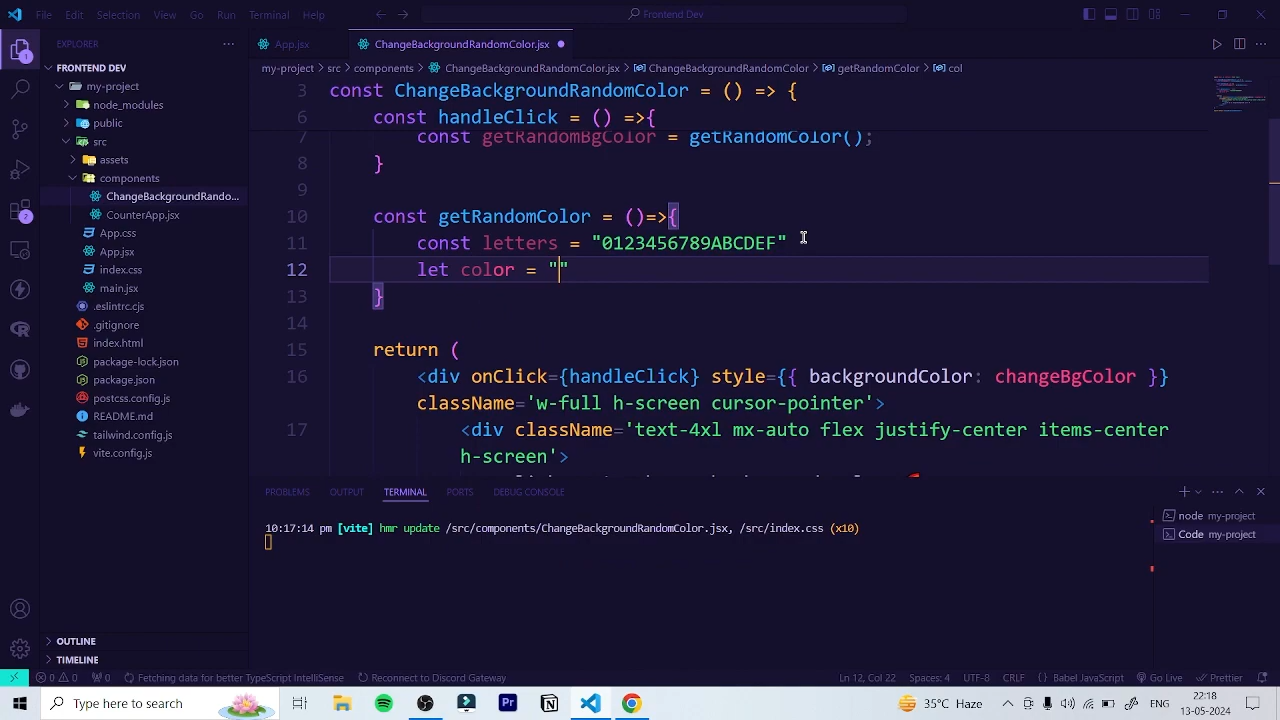 File Edit Selection View Go Run Terminal Help
Frontend Dev
EXPLORER
App.jsx
ChangeBackgroundRandomColor.jsx
FRONTEND DEV
my-project > src > components > ChangeBackgroundRandomColor.jsx > ChangeBackgroundRandomColor > getRandomColor > col
my-project
node_modules
public
src
assets
components
ChangeBackgroundRando...
CounterApp.jsx
App.css
App.jsx
index.css
main.jsx
.eslintrc.cjs
.gitignore
index.html
package-lock.json
package.json
postcss.config.js
README.md
tailwind.config.js
vite.config.js
OUTLINE
TIMELINE
1
2
3 const ChangeBackgroundRandomColor = () => {
6 const handleClick = () =>{
7 const getRandomBgColor = getRandomColor();
8 }
9
10 const getRandomColor = ()=>{
11 const letters = "0123456789ABCDEF"
12 let color = ""
13 }
14
15 return (
16 <div onClick={handleClick} style={{ backgroundColor: changeBgColor }}
className='w-full h-screen cursor-pointer'>
17 <div className='text-4xl mx-auto flex justify-center items-center
h-screen'>
PROBLEMS OUTPUT TERMINAL PORTS DEBUG CONSOLE
10:17:14 pm [vite] hmr update /src/components/ChangeBackgroundRandomColor.jsx, /src/index.css (x10)
node my-project
Code my-project
0 0 0 Fetching data for better TypeScript IntelliSense Reconnect to Discord Gateway Ln 12, Col 22 Spaces: 4 UTF-8 CRLF {} Babel JavaScript Go Live Prettier
Type here to search
35°C Haze
ENG
22:18
13-05-2024